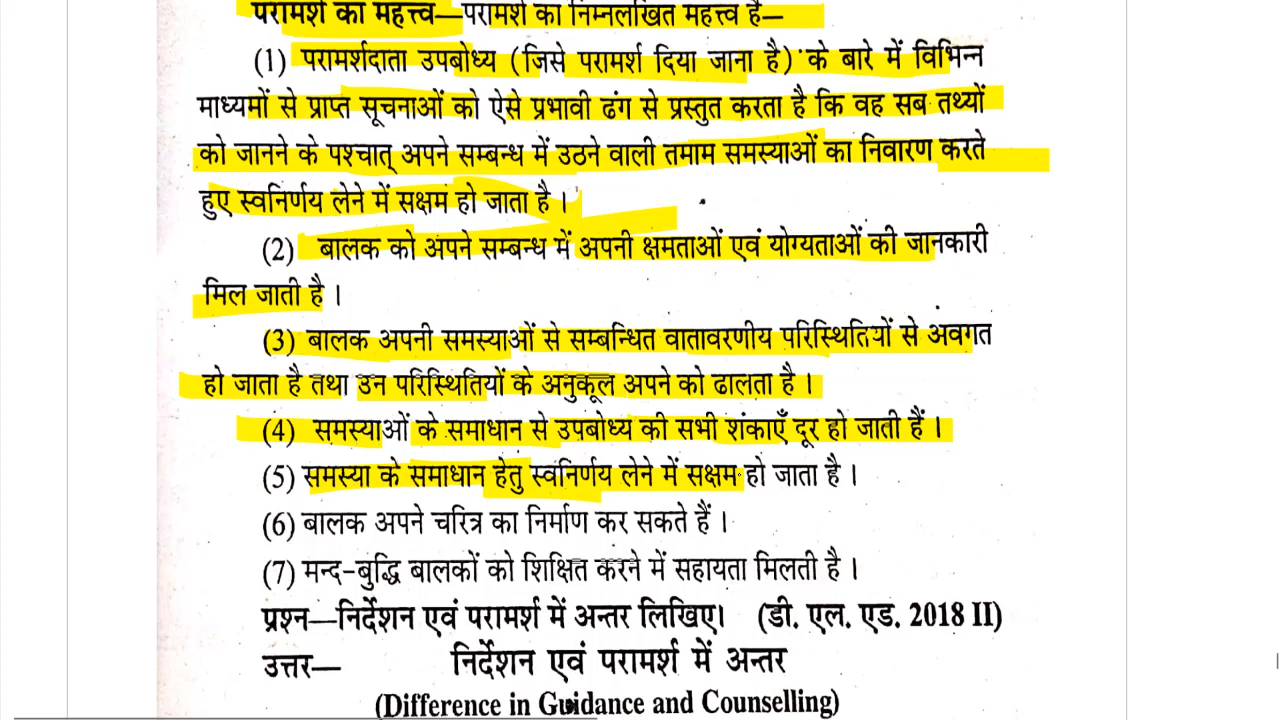 परामर्श का महत्त्व—परामर्श का निम्नलखित महत्त्व है—
(1) परामर्शदाता उपबोध्य (जिसे परामर्श दिया जाना है) के बारे में विभिन्न
माध्यमों से प्राप्त सूचनाओं को ऐसे प्रभावी ढंग से प्रस्तुत करता है कि वह सब तथ्यों
को जानने के पश्चात् अपने सम्बन्ध में उठने वाली तमाम समस्याओं का निवारण करते
हुए स्वनिर्णय लेने में सक्षम हो जाता है।
(2) बालक को अपने सम्बन्ध में अपनी क्षमताओं एवं योग्यताओं की जानकारी
मिल जाती है।
(3) बालक अपनी समस्याओं से सम्बन्धित वातावरणीय परिस्थितियों से अवगत
हो जाता है तथा उन परिस्थितियों के अनुकूल अपने को ढालता है।
(4) समस्याओं के समाधान से उपबोध्य की सभी शंकाएँ दूर हो जाती हैं।
(5) समस्या के समाधान हेतु स्वनिर्णय लेने में सक्षम हो जाता है।
(6) बालक अपने चरित्र का निर्माण कर सकते हैं।
(7) मन्द-बुद्धि बालकों को शिक्षित करने में सहायता मिलती है।
प्रश्न—निर्देशन एवं परामर्श में अन्तर लिखिए। (डी. एल. एड. 2018 II)
उत्तर— निर्देशन एवं परामर्श में अन्तर
(Difference in Guidance and Counselling)